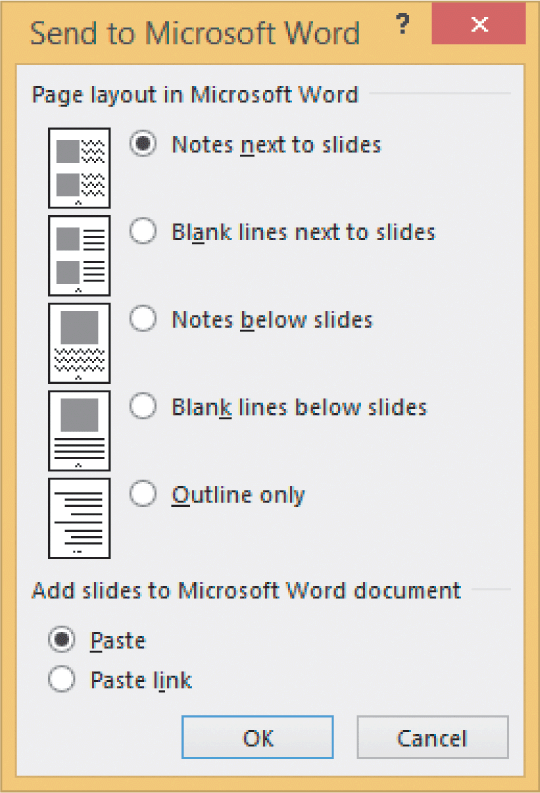 Send to Microsoft Word ?
Page layout in Microsoft Word
Notes next to slides
Blank lines next to slides
Notes below slides
Blank lines below slides
Outline only
Add slides to Microsoft Word document
Paste
Paste link
OK Cancel